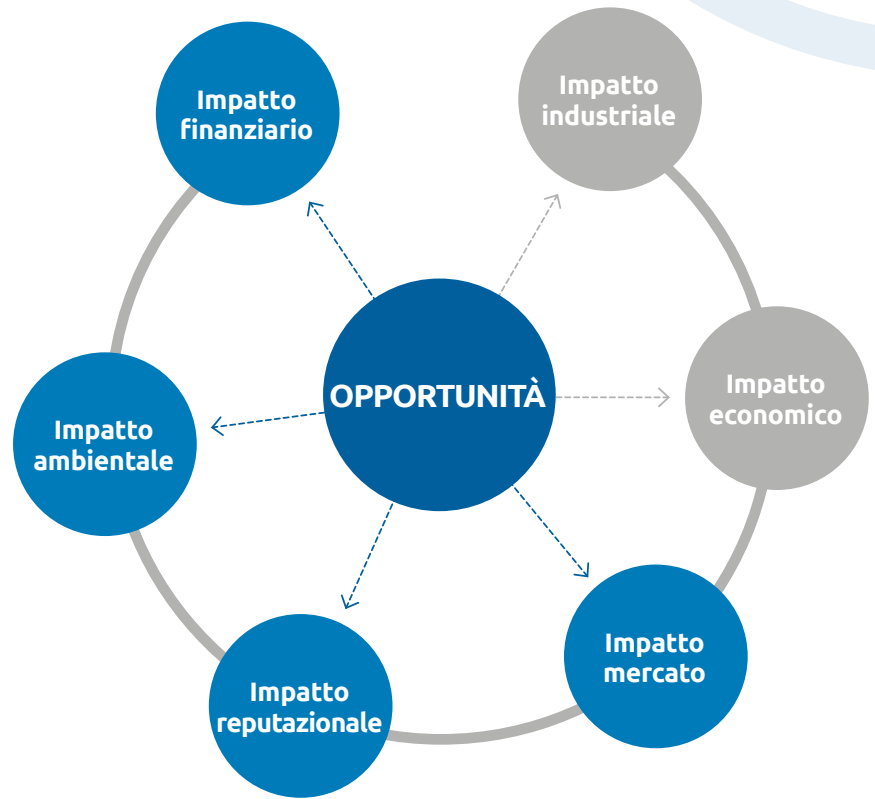 Impatto
finanziario
Impatto
industriale
OPPORTUNITÀ
Impatto
economico
Impatto
ambientale
Impatto
mercato
Impatto
reputazionale